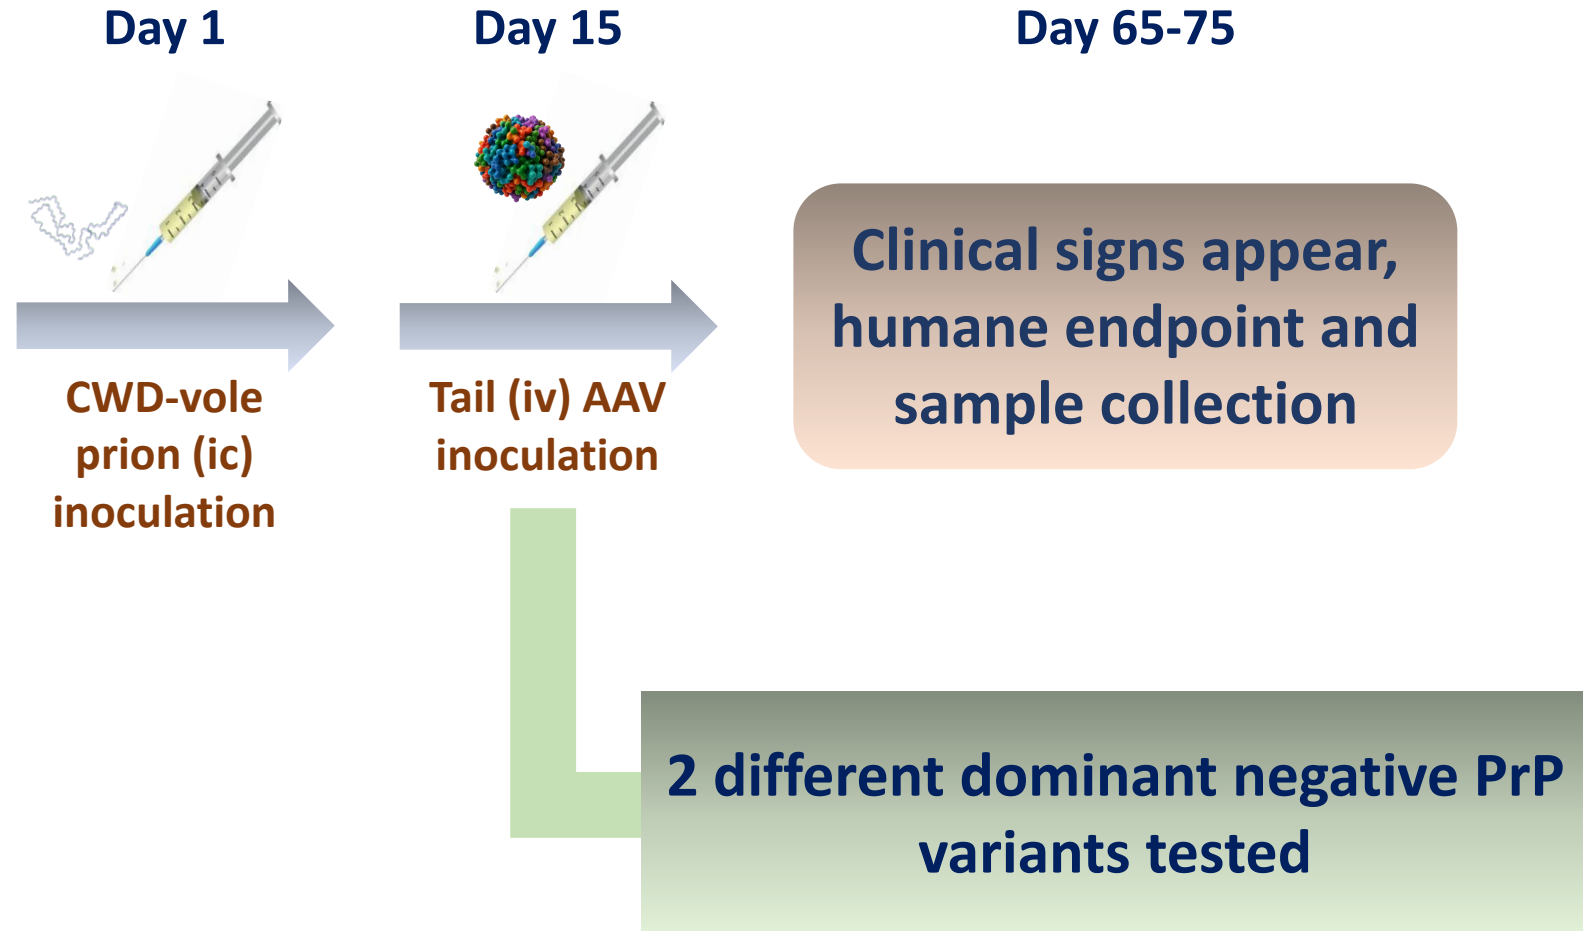 Day 1
Day 15
Day 65-75
CWD-vole
prion (ic)
inoculation
Tail (iv) AAV
inoculation
Clinical signs appear,
humane endpoint and
sample collection
2 different dominant negative PrP
variants tested